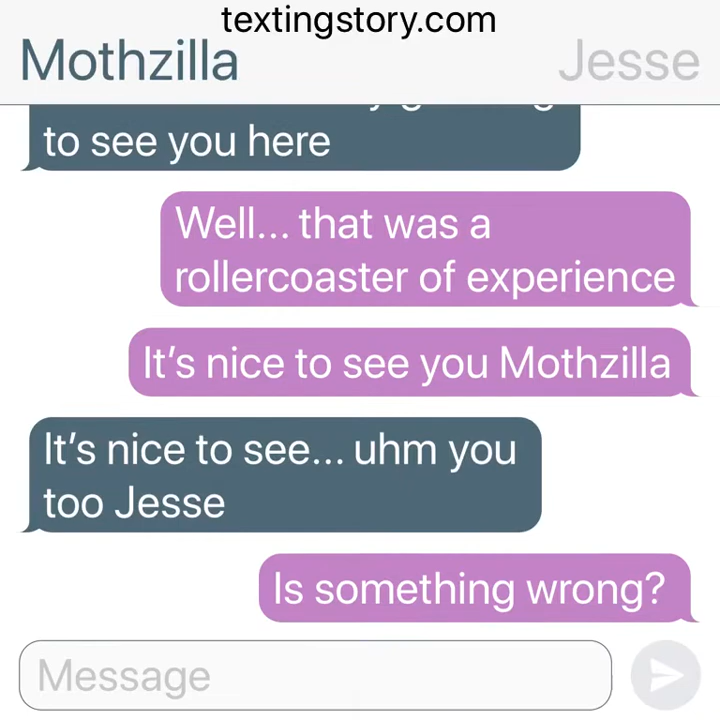 textingstory.com
Mothzilla
Jesse
to see you here
Well... that was a
rollercoaster of experience
It's nice to see you Mothzilla
It's nice to see... uhm you
too Jesse
Is something wrong?
Message